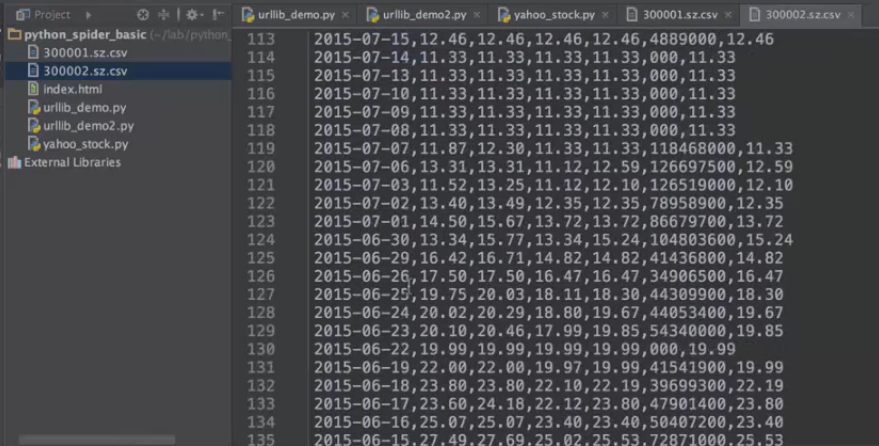 Project
urllib_demo.py urllib_demo2.py yahoo_stock.py 300001.sz.csv 300002.sz.csv
python_spider_basic (~/lab/python_
300001.sz.csv
300002.sz.csv
index.html
urllib_demo.py
urllib_demo2.py
yahoo_stock.py
External Libraries
113 2015-07-15,12.46,12.46,12.46,12.46,4889000,12.46
114 2015-07-14,11.33,11.33,11.33,11.33,000,11.33
115 2015-07-13,11.33,11.33,11.33,11.33,000,11.33
116 2015-07-10,11.33,11.33,11.33,11.33,000,11.33
117 2015-07-09,11.33,11.33,11.33,11.33,000,11.33
118 2015-07-08,11.33,11.33,11.33,11.33,000,11.33
119 2015-07-07,11.87,12.30,11.33,11.33,118468000,11.33
120 2015-07-06,13.31,13.31,11.12,12.59,126697500,12.59
121 2015-07-03,11.52,13.25,11.12,12.10,126519000,12.10
122 2015-07-02,13.40,13.49,12.35,12.35,78958900,12.35
123 2015-07-01,14.50,15.67,13.72,13.72,86679700,13.72
124 2015-06-30,13.34,15.77,13.34,15.24,104803600,15.24
125 2015-06-29,16.42,16.71,14.82,14.82,41436800,14.82
126 2015-06-26,17.50,17.50,16.47,16.47,34906500,16.47
127 2015-06-25,19.75,20.03,18.11,18.30,44309900,18.30
128 2015-06-24,20.02,20.29,18.80,19.67,44053400,19.67
129 2015-06-23,20.10,20.46,17.99,19.85,54340000,19.85
130 2015-06-22,19.99,19.99,19.99,19.99,000,19.99
131 2015-06-19,22.00,22.00,19.97,19.99,41541900,19.99
132 2015-06-18,23.80,23.80,22.10,22.19,39699300,22.19
133 2015-06-17,23.60,24.18,22.12,23.80,47901400,23.80
134 2015-06-16,25.07,25.07,23.40,23.40,50407200,23.40
135 2015-06-15,27.49,27.69,25.02,25.53,72871000,25.53